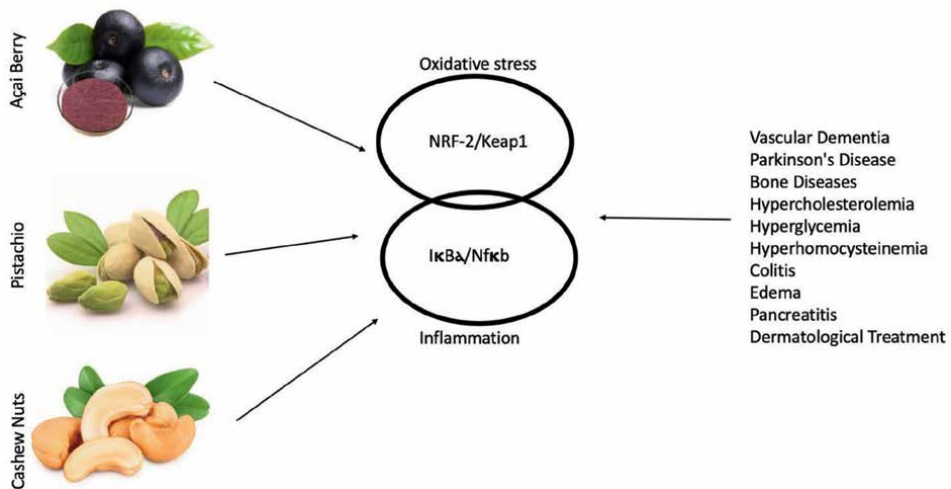 Açai Berry
Pistachio
Cashew Nuts
Oxidative stress
NRF-2/Keap1
IκBλ/Nfκb
Inflammation
Vascular Dementia
Parkinson's Disease
Bone Diseases
Hypercholesterolemia
Hyperglycemia
Hyperhomocysteinemia
Colitis
Edema
Pancreatitis
Dermatological Treatment